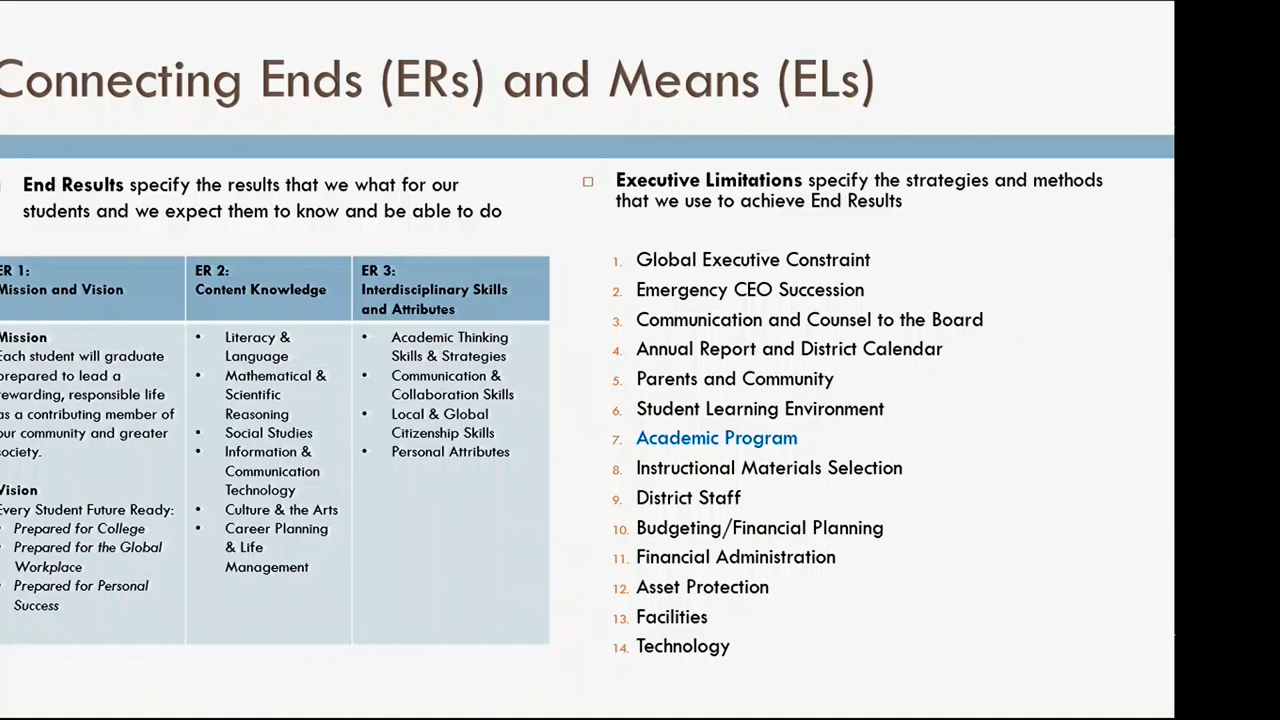 Connecting Ends (ERs) and Means (ELs)
End Results specify the results that we what for our
students and we expect them to know and be able to do
ER 1:
Mission and Vision
Mission
Each student will graduate
prepared to lead a
rewarding, responsible life
as a contributing member of
our community and greater
society.
Vision
Every Student Future Ready:
• Prepared for College
• Prepared for the Global
Workplace
• Prepared for Personal
Success
ER 2:
Content Knowledge
• Literacy &
Language
• Mathematical &
Scientific
Reasoning
• Social Studies
• Information &
Communication
Technology
• Culture & the Arts
• Career Planning
& Life
Management
ER 3:
Interdisciplinary Skills
and Attributes
• Academic Thinking
Skills & Strategies
• Communication &
Collaboration Skills
• Local & Global
Citizenship Skills
• Personal Attributes
Executive Limitations specify the strategies and methods
that we use to achieve End Results
1. Global Executive Constraint
2. Emergency CEO Succession
3. Communication and Counsel to the Board
4. Annual Report and District Calendar
5. Parents and Community
6. Student Learning Environment
7. Academic Program
8. Instructional Materials Selection
9. District Staff
10. Budgeting/Financial Planning
11. Financial Administration
12. Asset Protection
13. Facilities
14. Technology